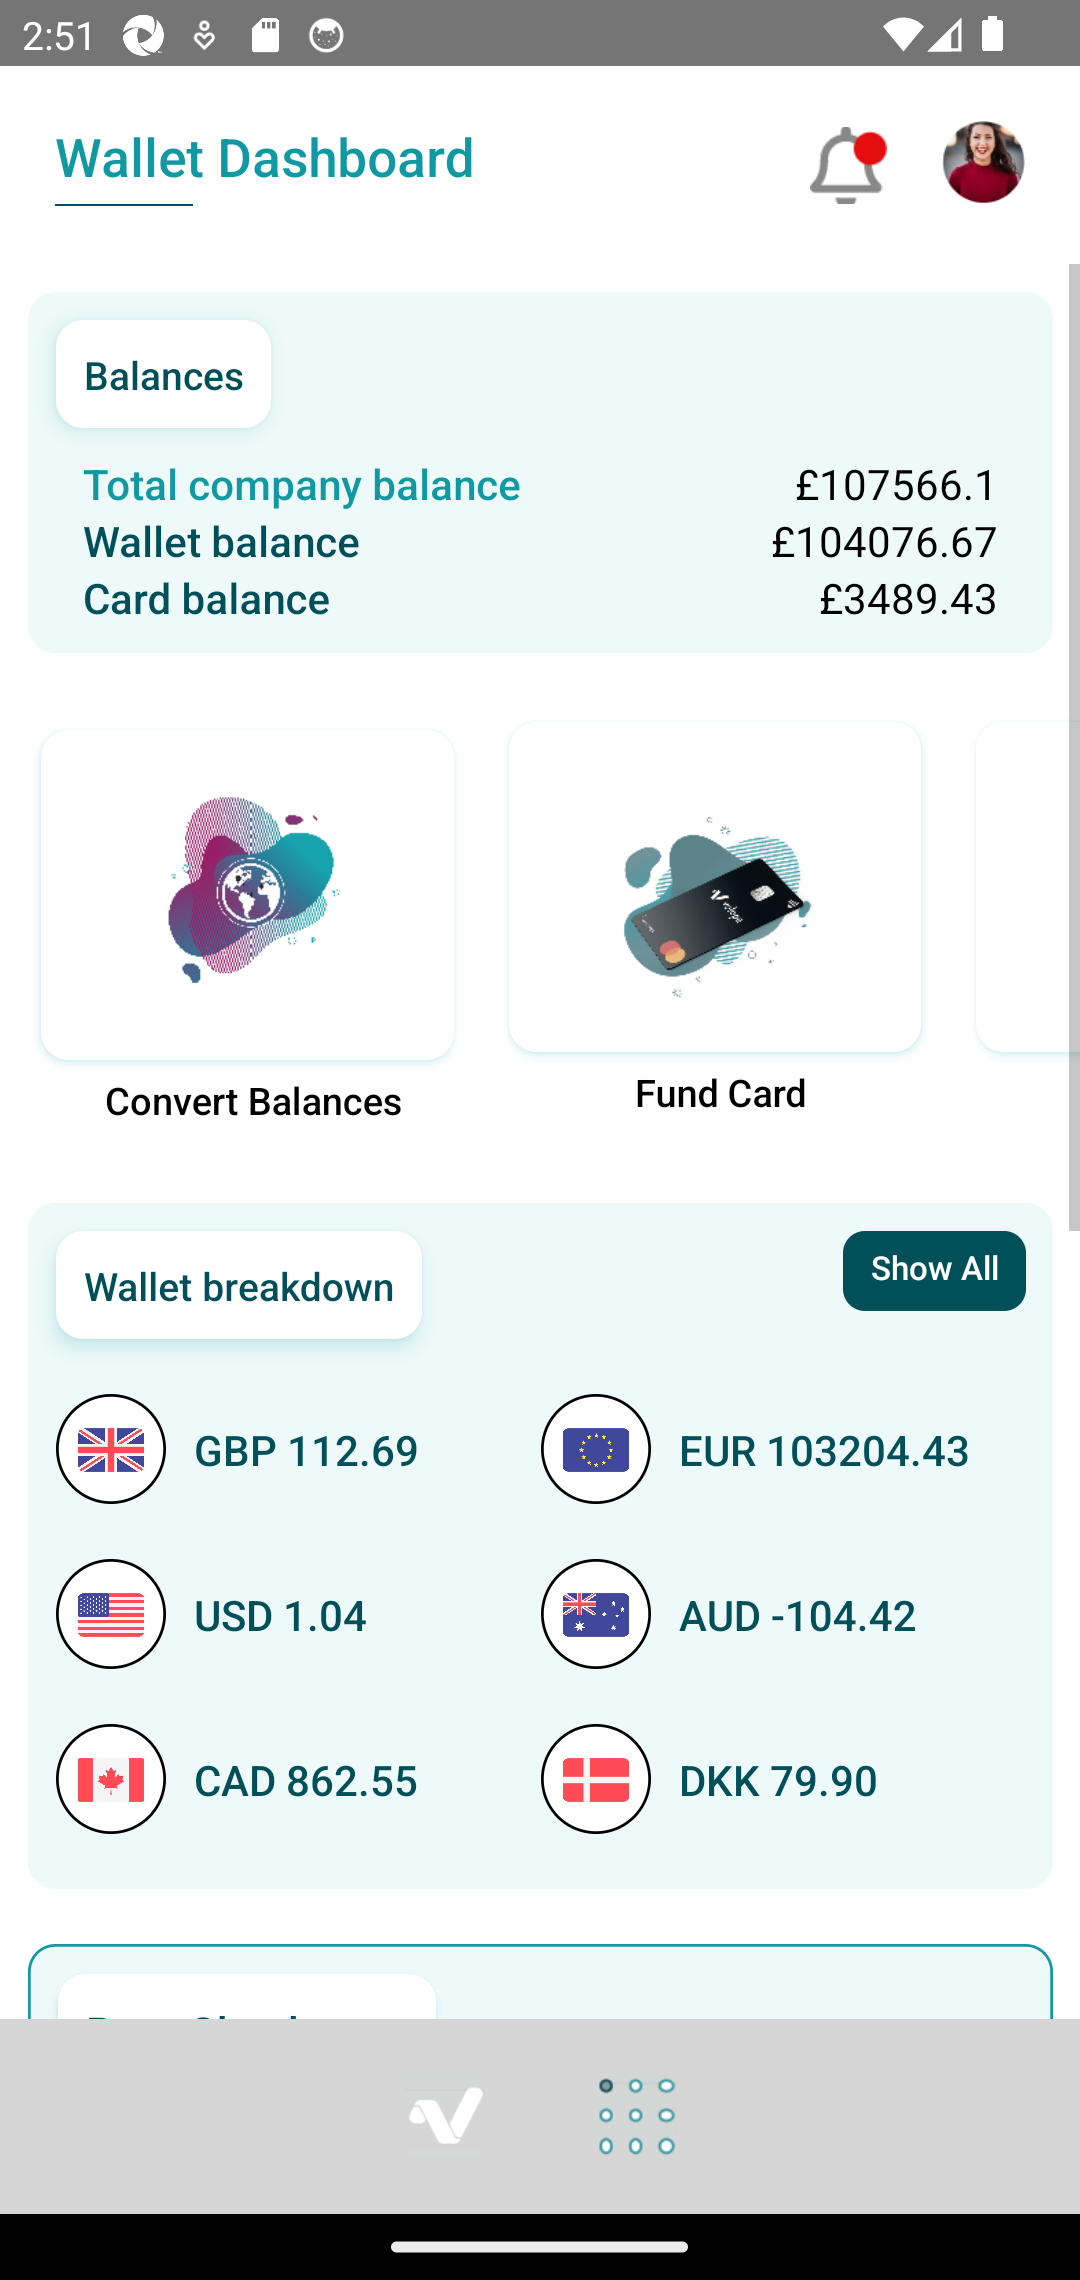 2:51
Wallet Dashboard
Balances
Total company balance £107566.1
Wallet balance £104076.67
Card balance £3489.43
Convert Balances
Fund Card
Wallet breakdown
Show All
GBP 112.69
EUR 103204.43
USD 1.04
AUD -104.42
CAD 862.55
DKK 79.90